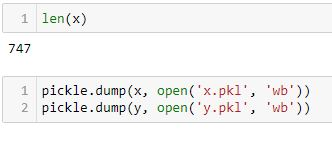 1 len(x)
747
1 pickle.dump(x, open('x.pkl', 'wb'))
2 pickle.dump(y, open('y.pkl', 'wb'))